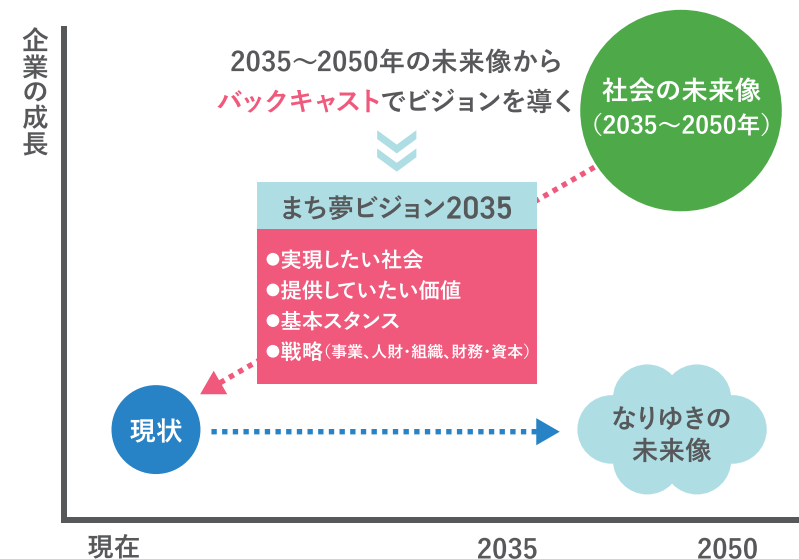 企業の成長
2035〜2050年の未来像から
バックキャストでビジョンを導く
社会の未来像
（2035〜2050年）
まち夢ビジョン2035
●実現したい社会
●提供していたい価値
●基本スタンス
●戦略（事業、人財・組織、財務・資本）
現状
なりゆきの
未来像
現在
2035
2050